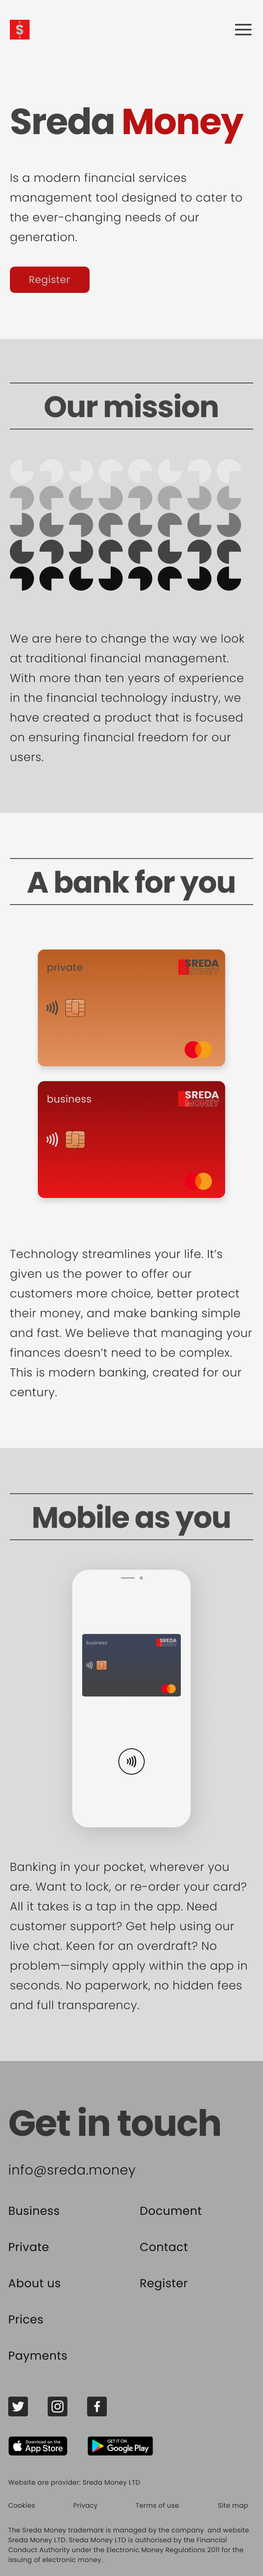 S
Sreda Money
Is a modern financial services
management tool designed to cater to
the ever-changing needs of our
generation.
Register
Our mission
We are here to change the way we look
at traditional financial management.
With more than ten years of experience
in the financial technology industry, we
have created a product that is focused
on ensuring financial freedom for our
users.
A bank for you
private
SREDA
MONEY
business
SREDA
MONEY
Technology streamlines your life. It’s
given us the power to offer our
customers more choice, better protect
their money, and make banking simple
and fast. We believe that managing your
finances doesn’t need to be complex.
This is modern banking, created for our
century.
Mobile as you
business
SREDA
MONEY
Banking in your pocket, wherever you
are. Want to lock, or re-order your card?
All it takes is a tap in the app. Need
customer support? Get help using our
live chat. Keen for an overdraft? No
problem—simply apply within the app in
seconds. No paperwork, no hidden fees
and full transparency.
Get in touch
info@sreda.money
Business Document
Private Contact
About us Register
Prices
Payments
Download on the
App Store
GET IT ON
Google Play
Website are provider: Sreda Money LTD
Cookies Privacy Terms of use Site map
The Sreda Money trademark is managed by the company and website
Sreda Money LTD. Sreda Money LTD is authorised by the Financial
Conduct Authority under the Electronic Money Regulations 2011 for the
issuing of electronic money.